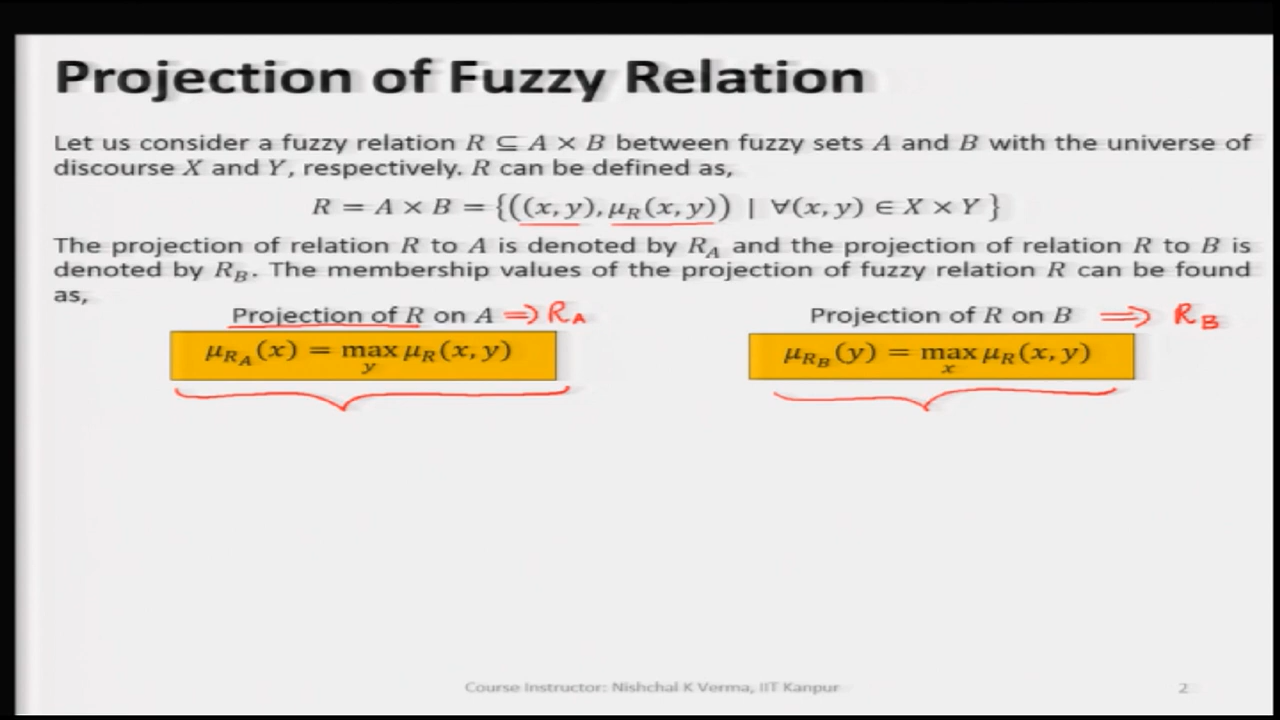 Projection of Fuzzy Relation
Let us consider a fuzzy relation R ⊆ A × B between fuzzy sets A and B with the universe of
discourse X and Y, respectively. R can be defined as,
R = A × B = {((x, y), μ_R(x, y)) | ∀(x, y) ∈ X × Y }
The projection of relation R to A is denoted by R_A and the projection of relation R to B is
denoted by R_B. The membership values of the projection of fuzzy relation R can be found
as,
Projection of R on A ⇒ R_A
Projection of R on B ⇒ R_B
μ_{R_A}(x) = max_y μ_R(x, y)
μ_{R_B}(y) = max_x μ_R(x, y)
Course Instructor: Nishchal K Verma, IIT Kanpur
2